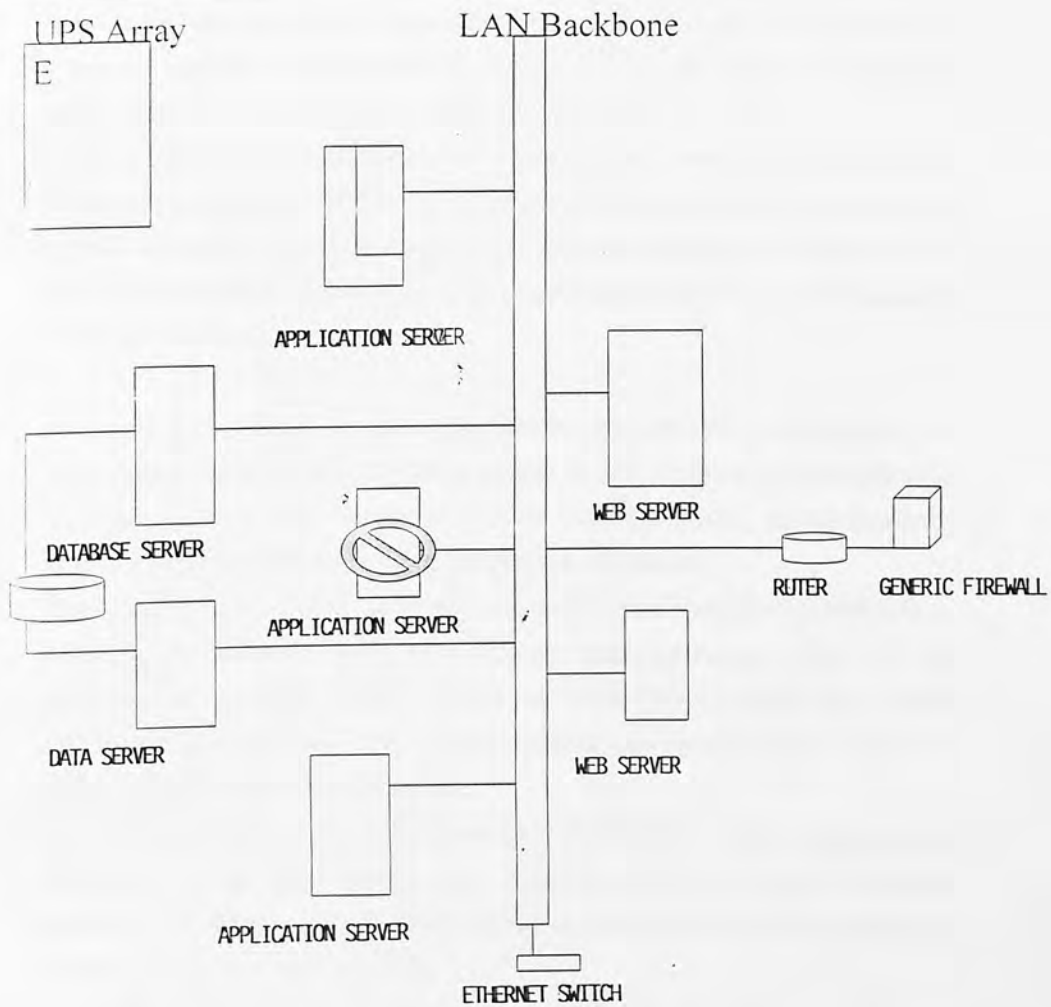 UPS Array
LAN Backbone
E
APPLICATION SERVER
WEB SERVER
DATABASE SERVER
RUTER
GENERIC FIREWALL
APPLICATION SERVER
DATA SERVER
WEB SERVER
APPLICATION SERVER
ETHERNET SWITCH